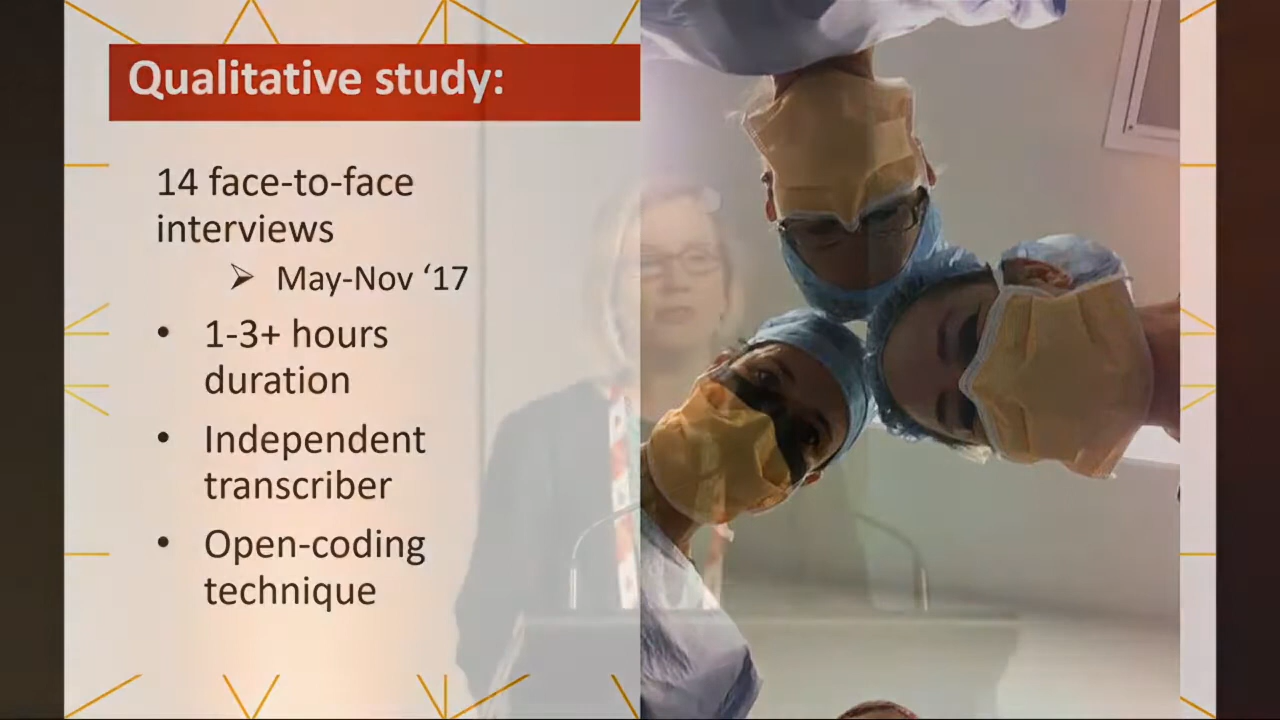 Qualitative study:
14 face-to-face
interviews
➢ May-Nov ‘17
• 1-3+ hours
duration
• Independent
transcriber
• Open-coding
technique